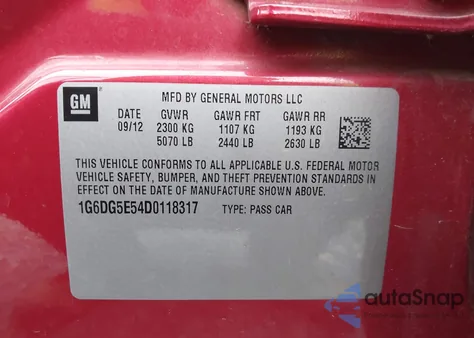 GM
MFD BY GENERAL MOTORS LLC
DATE GVWR GAWR FRT GAWR RR
09/12 2300 KG 1107 KG 1193 KG
5070 LB 2440 LB 2630 LB
THIS VEHICLE CONFORMS TO ALL APPLICABLE U.S. FEDERAL MOTOR
VEHICLE SAFETY, BUMPER, AND THEFT PREVENTION STANDARDS IN
EFFECT ON THE DATE OF MANUFACTURE SHOWN ABOVE.
1G6DG5E54D0118317 TYPE: PASS CAR
autoSnap